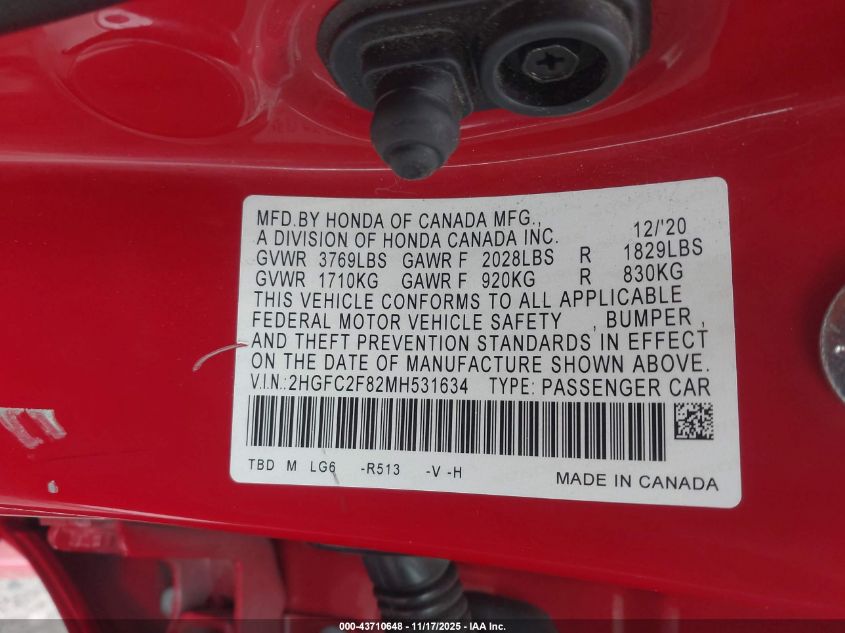 MFD.BY HONDA OF CANADA MFG.,
A DIVISION OF HONDA CANADA INC. 12/'20
GVWR 3769LBS GAWR F 2028LBS R 1829LBS
GVWR 1710KG GAWR F 920KG R 830KG
THIS VEHICLE CONFORMS TO ALL APPLICABLE
FEDERAL MOTOR VEHICLE SAFETY , BUMPER ,
AND THEFT PREVENTION STANDARDS IN EFFECT
ON THE DATE OF MANUFACTURE SHOWN ABOVE.
V.I.N.:2HGFC2F82MH531634 TYPE: PASSENGER CAR
TBD M LG6 -R513 -V -H
MADE IN CANADA
000-43710648 - 11/17/2025 - IAA Inc.